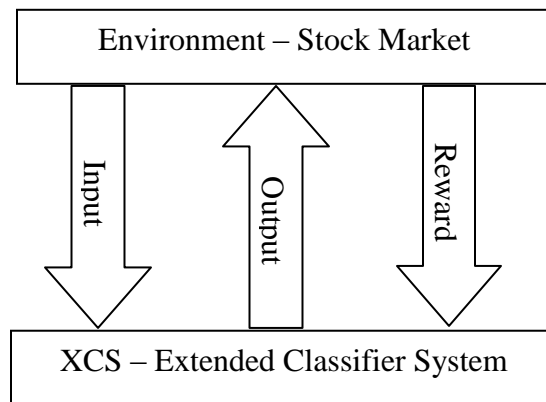 Environment – Stock Market
Input
Output
Reward
XCS – Extended Classifier System